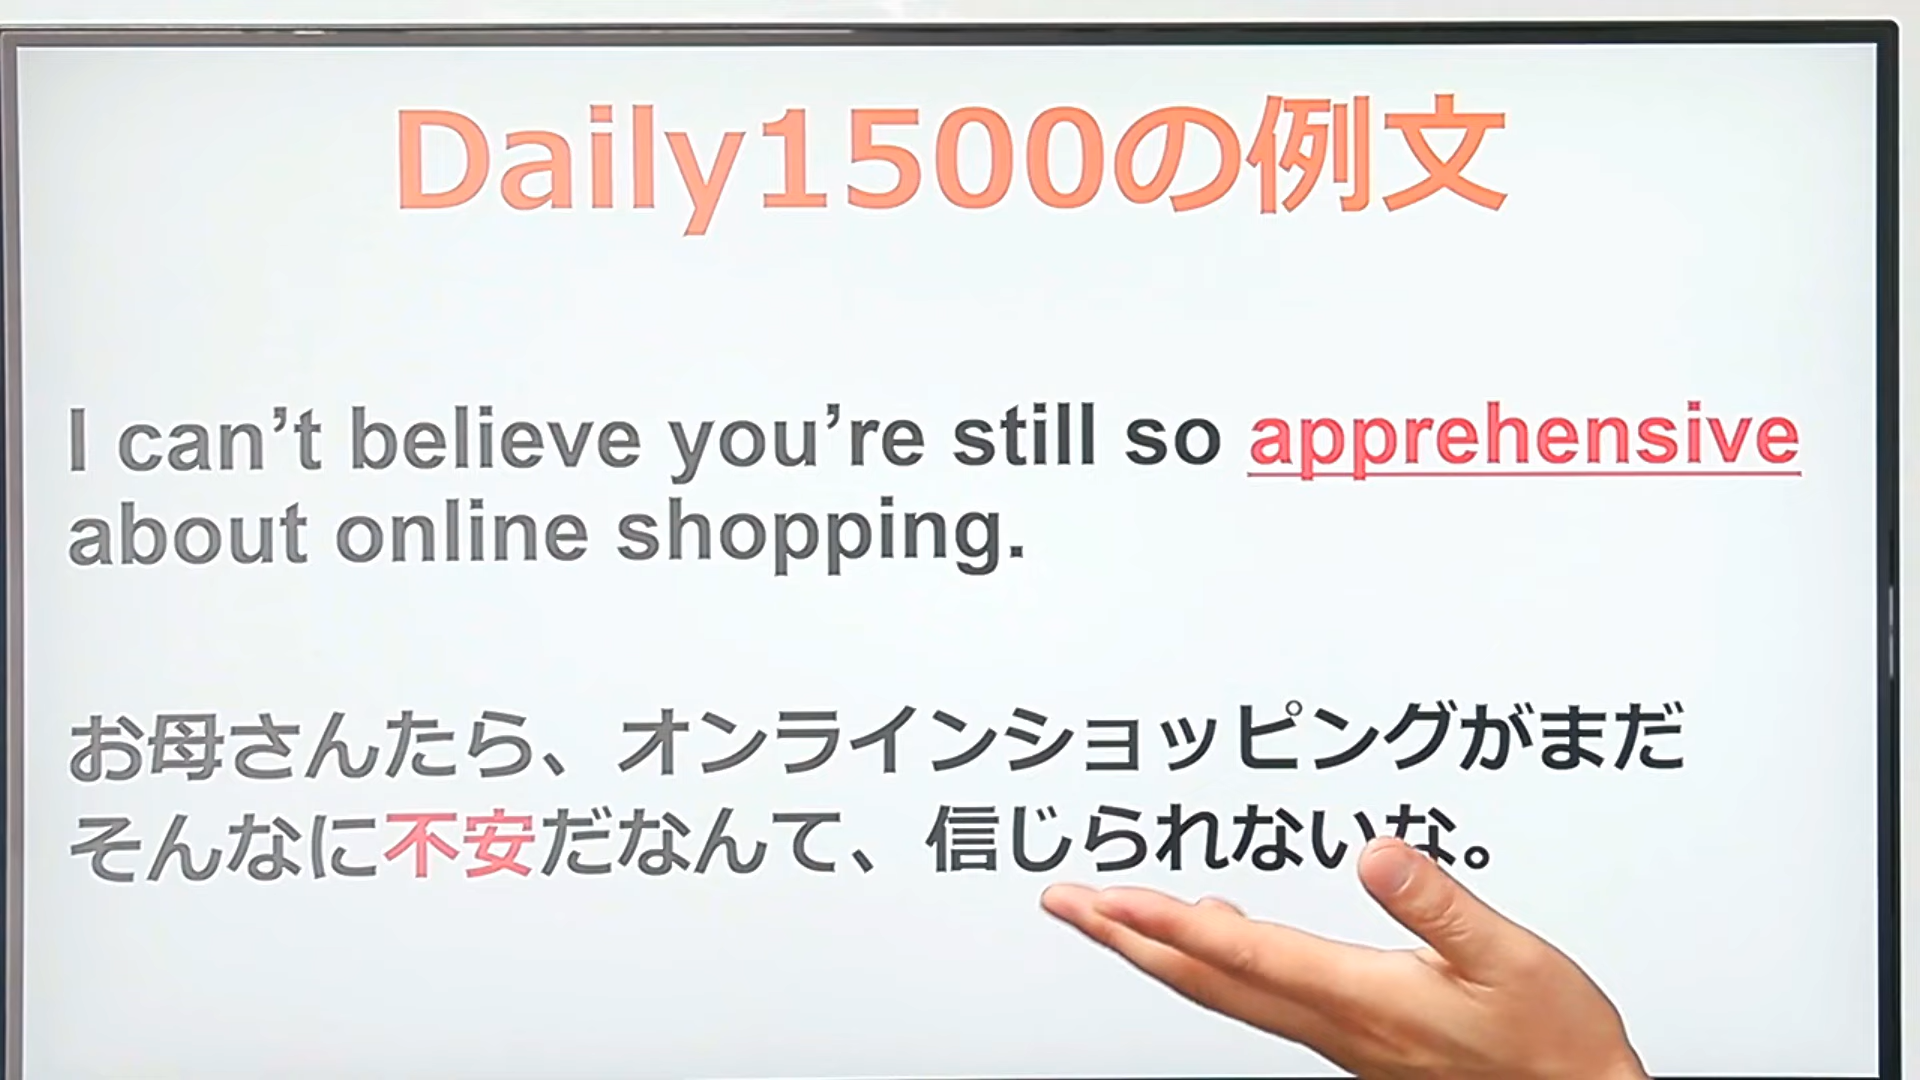 Daily1500の例文
I can’t believe you’re still so apprehensive
about online shopping.
お母さんたら、オンラインショッピングがまだ
そんなに不安だなんて、信じられないな。